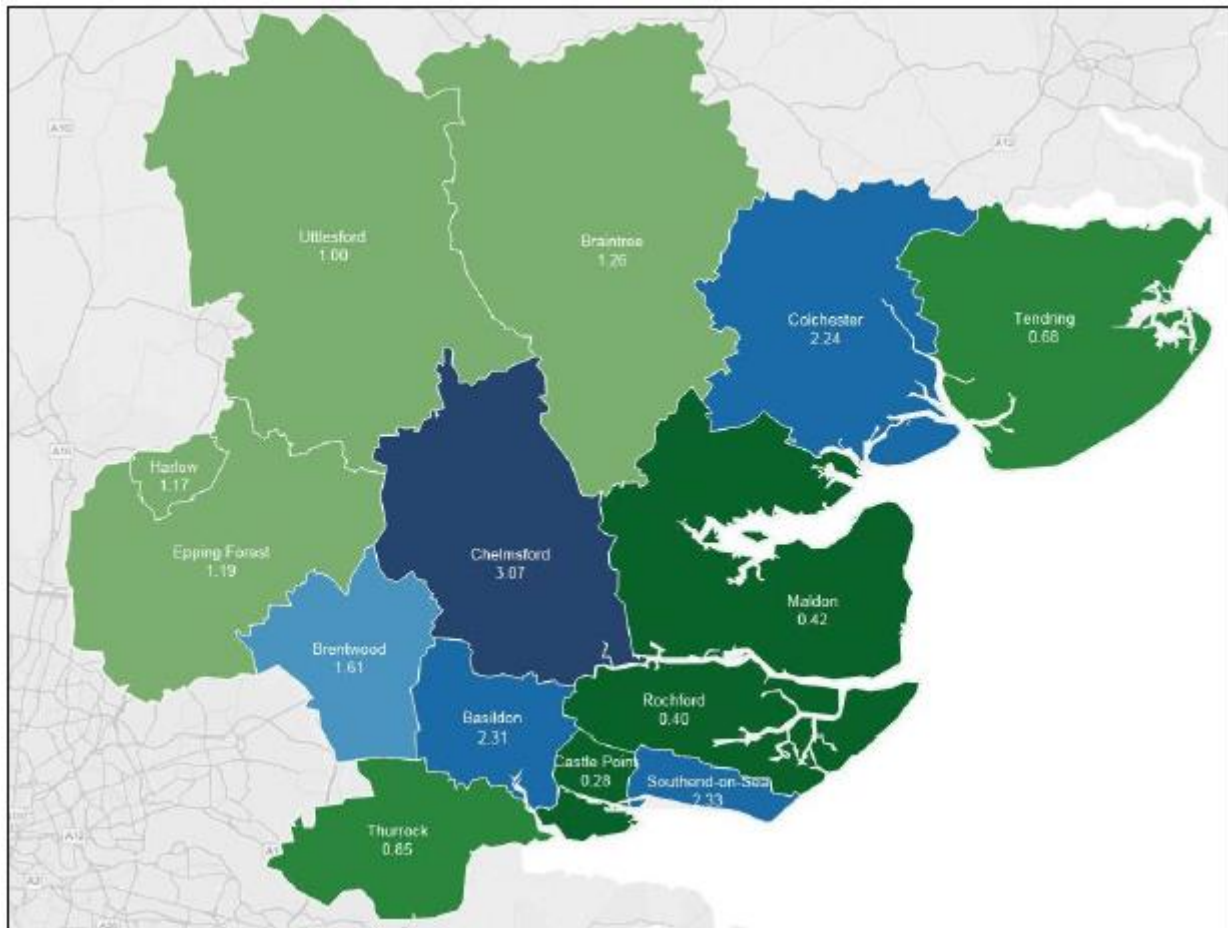 A10
A12
Uttlesford
1.00
Braintree
1.26
Colchester
2.24
Tendring
0.68
Harlow
1.17
Epping Forest
1.19
Chelmsford
3.07
Maldon
0.42
Brentwood
1.61
Rochford
0.40
Basildon
2.31
Castle Point
0.28
Southend-on-Sea
2.33
Thurrock
0.85